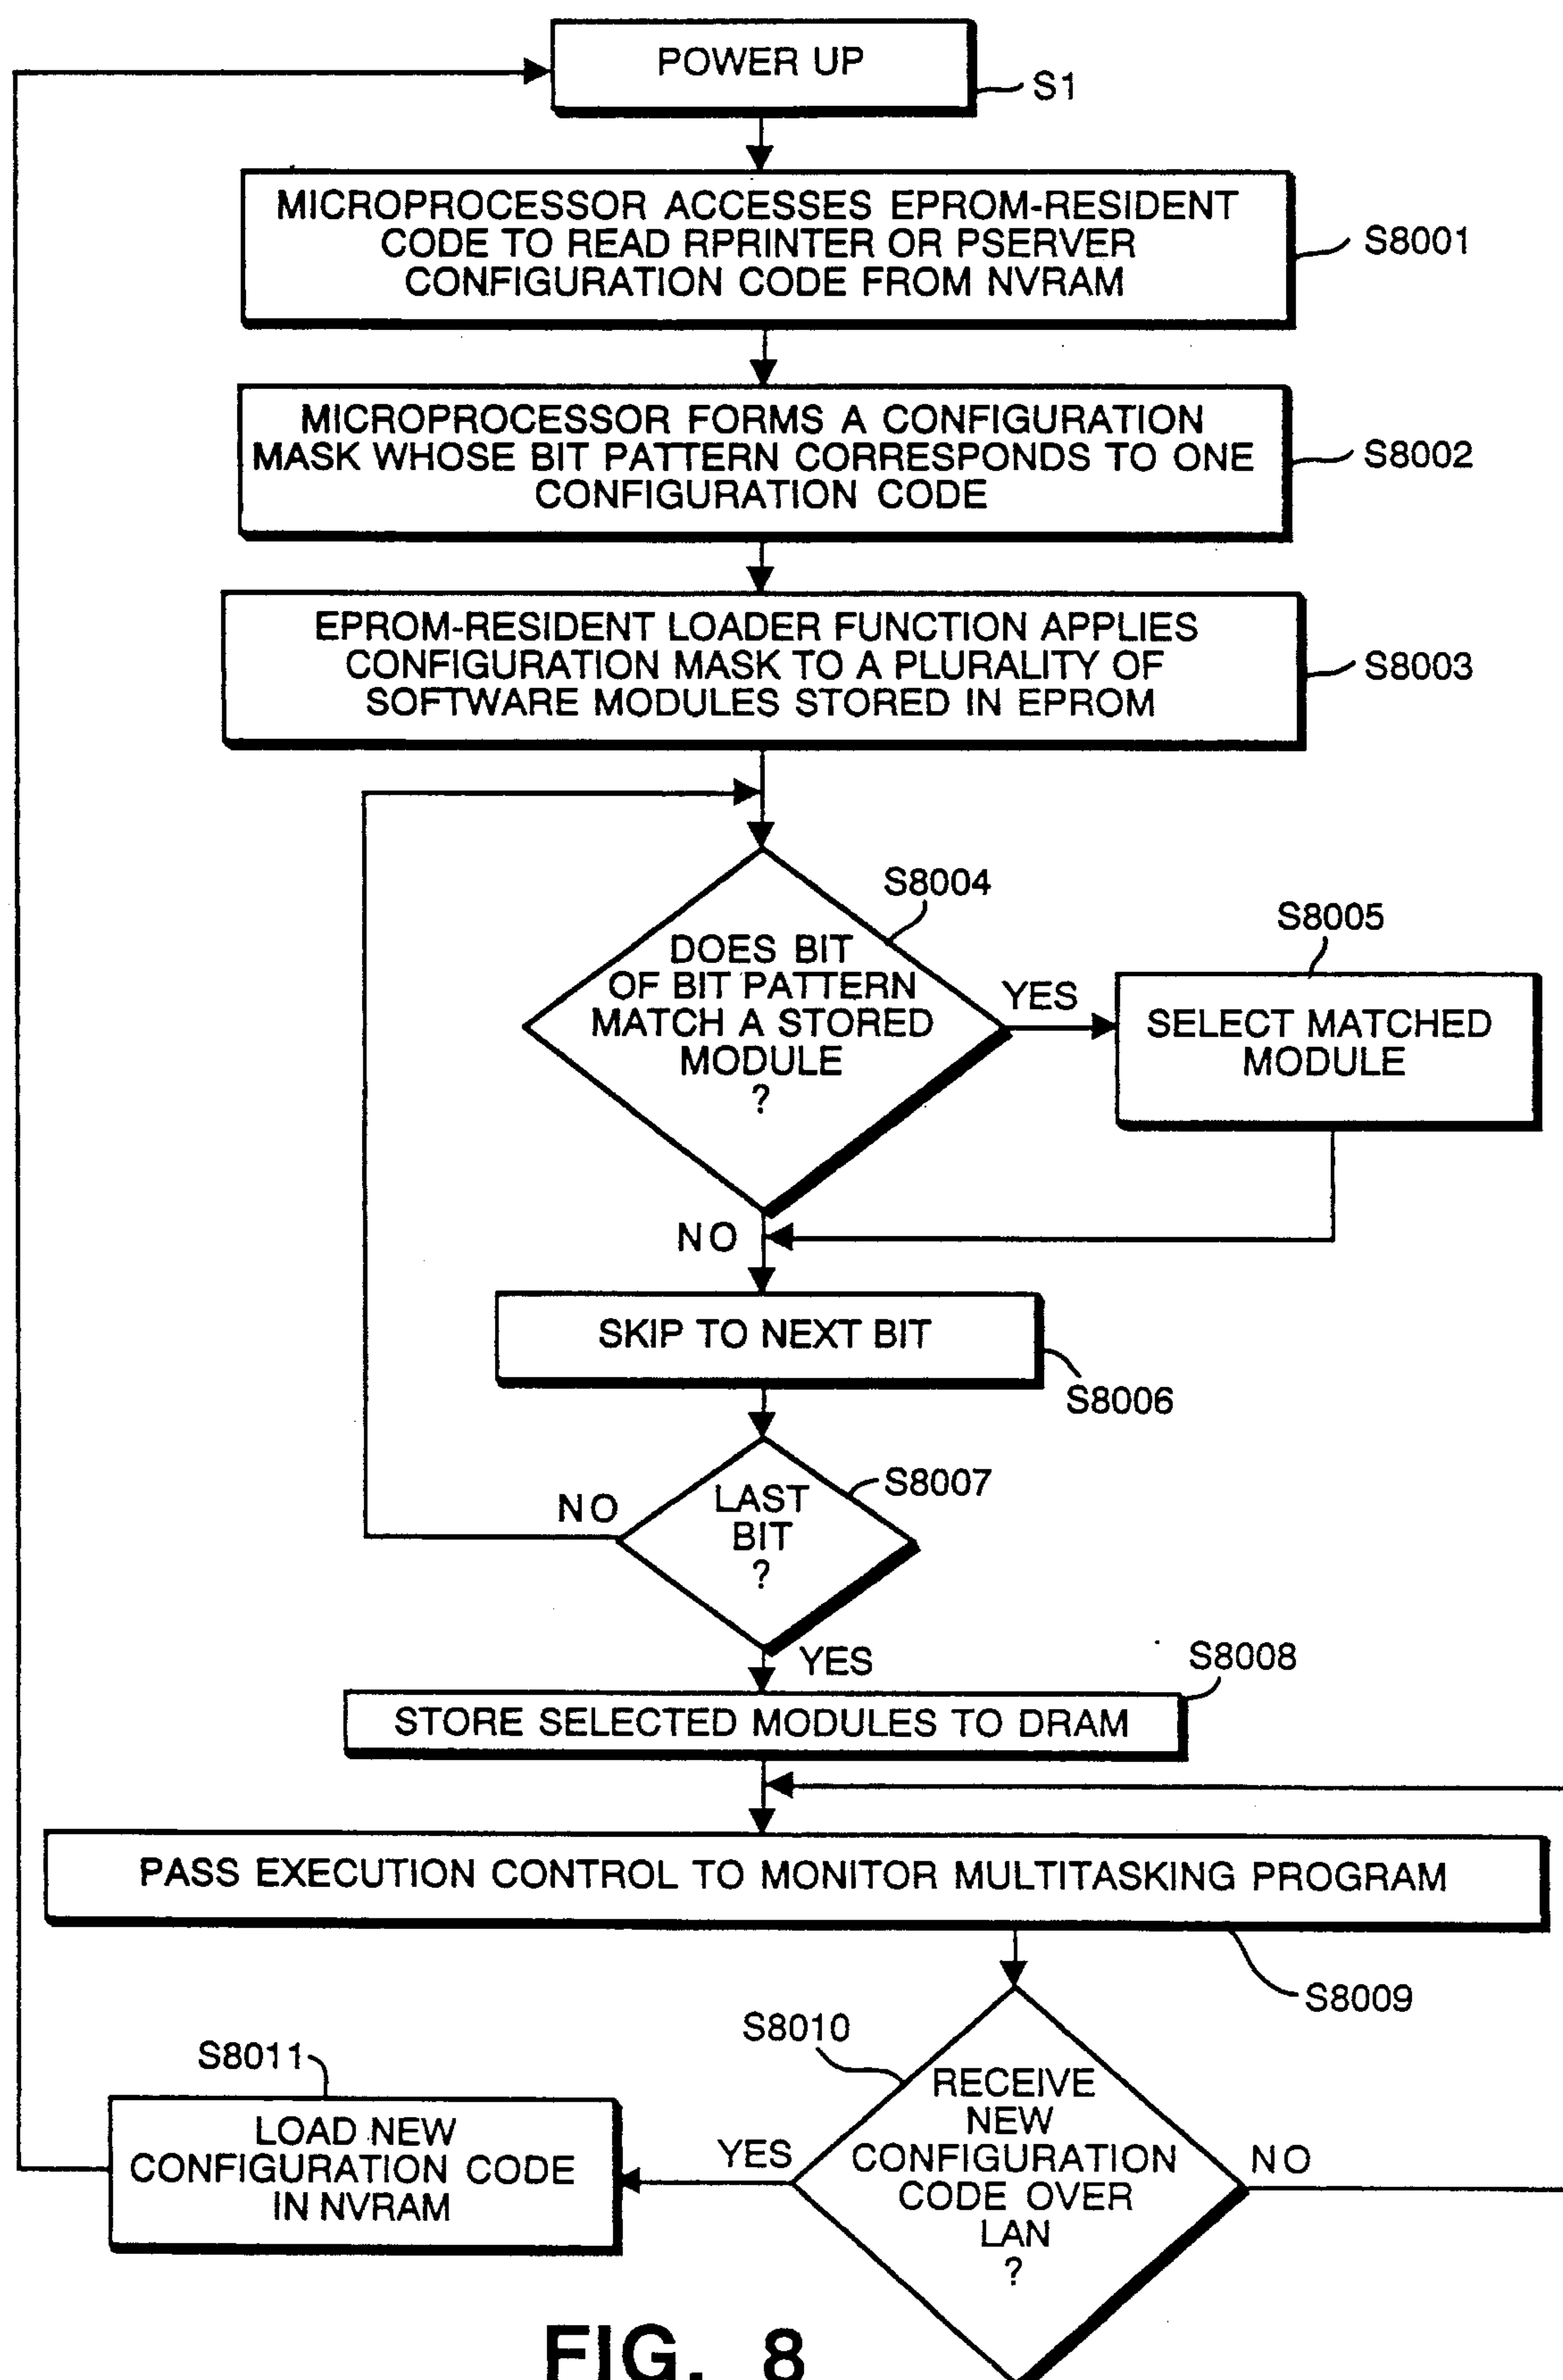 POWER UP
S1
MICROPROCESSOR ACCESSES EPROM-RESIDENT
CODE TO READ RPRINTER OR PSERVER
CONFIGURATION CODE FROM NVRAM
S8001
MICROPROCESSOR FORMS A CONFIGURATION
MASK WHOSE BIT PATTERN CORRESPONDS TO ONE
CONFIGURATION CODE
S8002
EPROM-RESIDENT LOADER FUNCTION APPLIES
CONFIGURATION MASK TO A PLURALITY OF
SOFTWARE MODULES STORED IN EPROM
S8003
S8004
DOES BIT
OF BIT PATTERN
MATCH A STORED
MODULE
?
YES
S8005
SELECT MATCHED
MODULE
NO
SKIP TO NEXT BIT
S8006
S8007
LAST
BIT
?
NO
YES
S8008
STORE SELECTED MODULES TO DRAM
PASS EXECUTION CONTROL TO MONITOR MULTITASKING PROGRAM
S8009
S8010
RECEIVE
NEW
CONFIGURATION
CODE OVER
LAN
?
YES
NO
S8011
LOAD NEW
CONFIGURATION CODE
IN NVRAM
FIG. 8